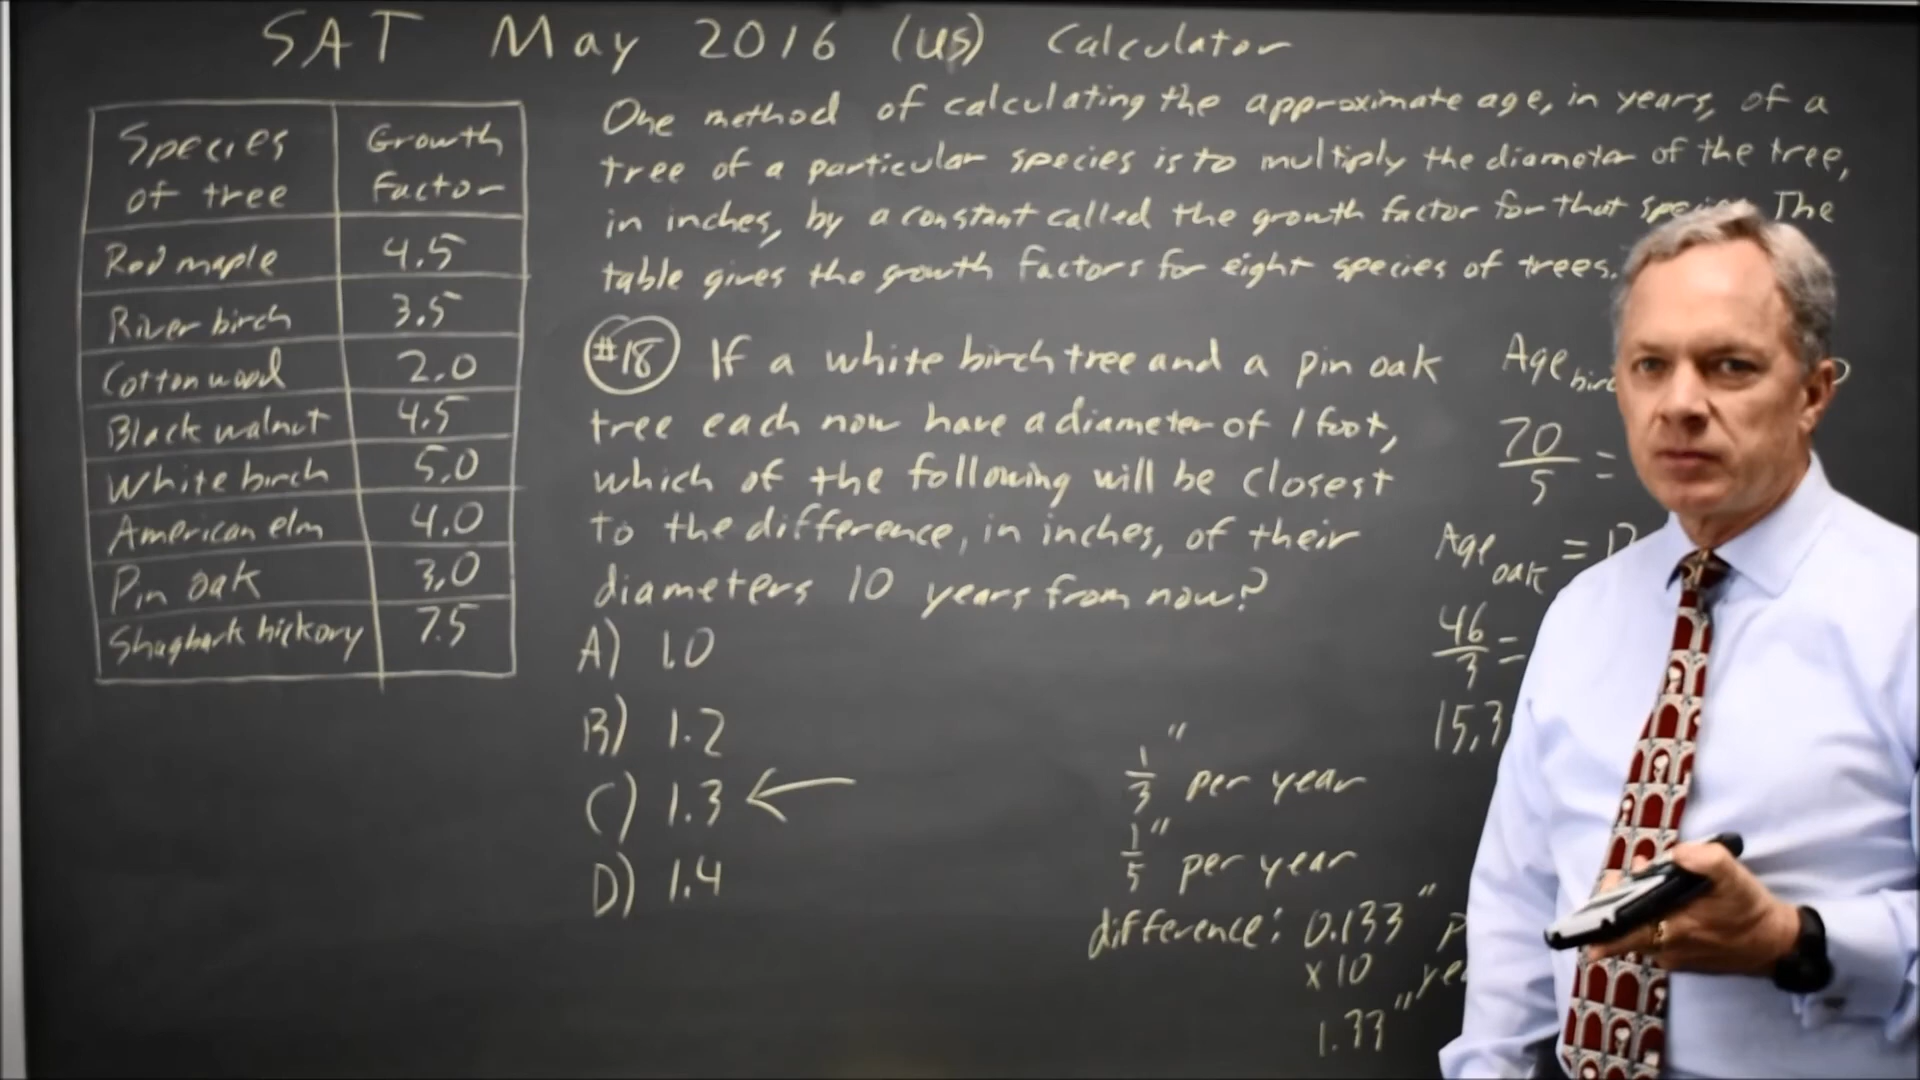 SAT May 2016 (US) Calculator
Species of tree
Growth Factor
Red maple 4.5
River birch 3.5
Cottonwood 2.0
Black walnut 4.5
White birch 5.0
American elm 4.0
Pin oak 3.0
Shagbark hickory 7.5
One method of calculating the approximate age, in years, of a
tree of a particular species is to multiply the diameter of the tree,
in inches, by a constant called the growth factor for that The
table gives the growth factors for eight species of trees.
#18 If a white birch tree and a pin oak
tree each now have a diameter of 1 foot,
which of the following will be closest
to the difference, in inches, of their
diameters 10 years from now?
A) 1.0
B) 1.2
C) 1.3 ←
D) 1.4
Age
70/5 =
Age oak =
46/3 =
15.3
1/3" per year
1/5" per year
difference: 0.133"
x 10
1.33"